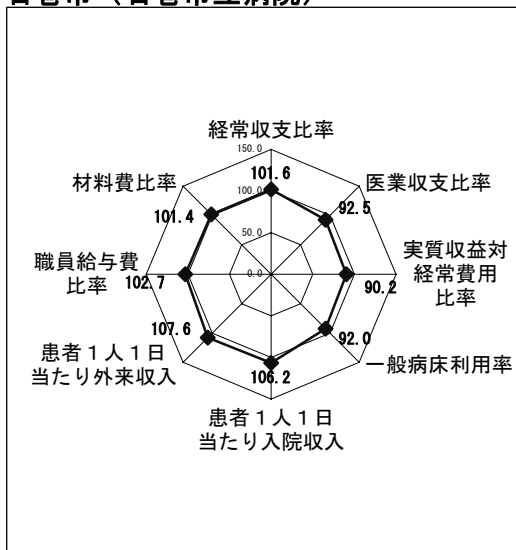 経常収支比率
150.0
101.6
材料費比率
医業収支比率
100.0
101.4
92.5
50.0
職員給与費
比率
実質収益対
経常費用
比率
102.7
0.0
90.2
107.6
92.0
患者１人１日
当たり外来収入
一般病床利用率
106.2
患者１人１日
当たり入院収入